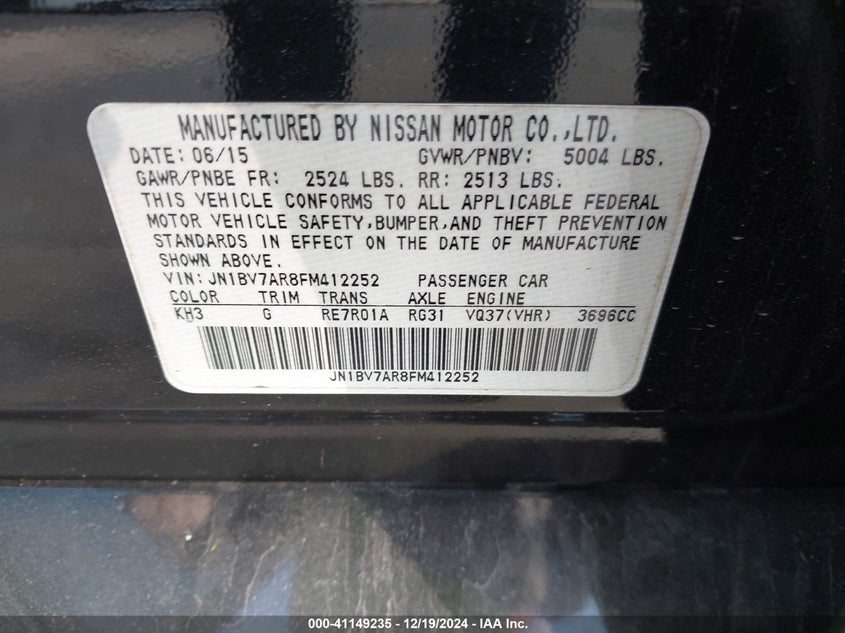 MANUFACTURED BY NISSAN MOTOR CO.,LTD.
DATE: 06/15 GVWR/PNBV: 5004 LBS.
GAWR/PNBE FR: 2524 LBS. RR: 2513 LBS.
THIS VEHICLE CONFORMS TO ALL APPLICABLE FEDERAL
MOTOR VEHICLE SAFETY,BUMPER,AND THEFT PREVENTION
STANDARDS IN EFFECT ON THE DATE OF MANUFACTURE
SHOWN ABOVE.
VIN: JN1BV7AR8FM412252 PASSENGER CAR
COLOR TRIM TRANS AXLE ENGINE
KH3 G RE7R01A RG31 VQ37(VHR) 3696CC
JN1BV7AR8FM412252
000-41149235 - 12/19/2024 - IAA Inc.